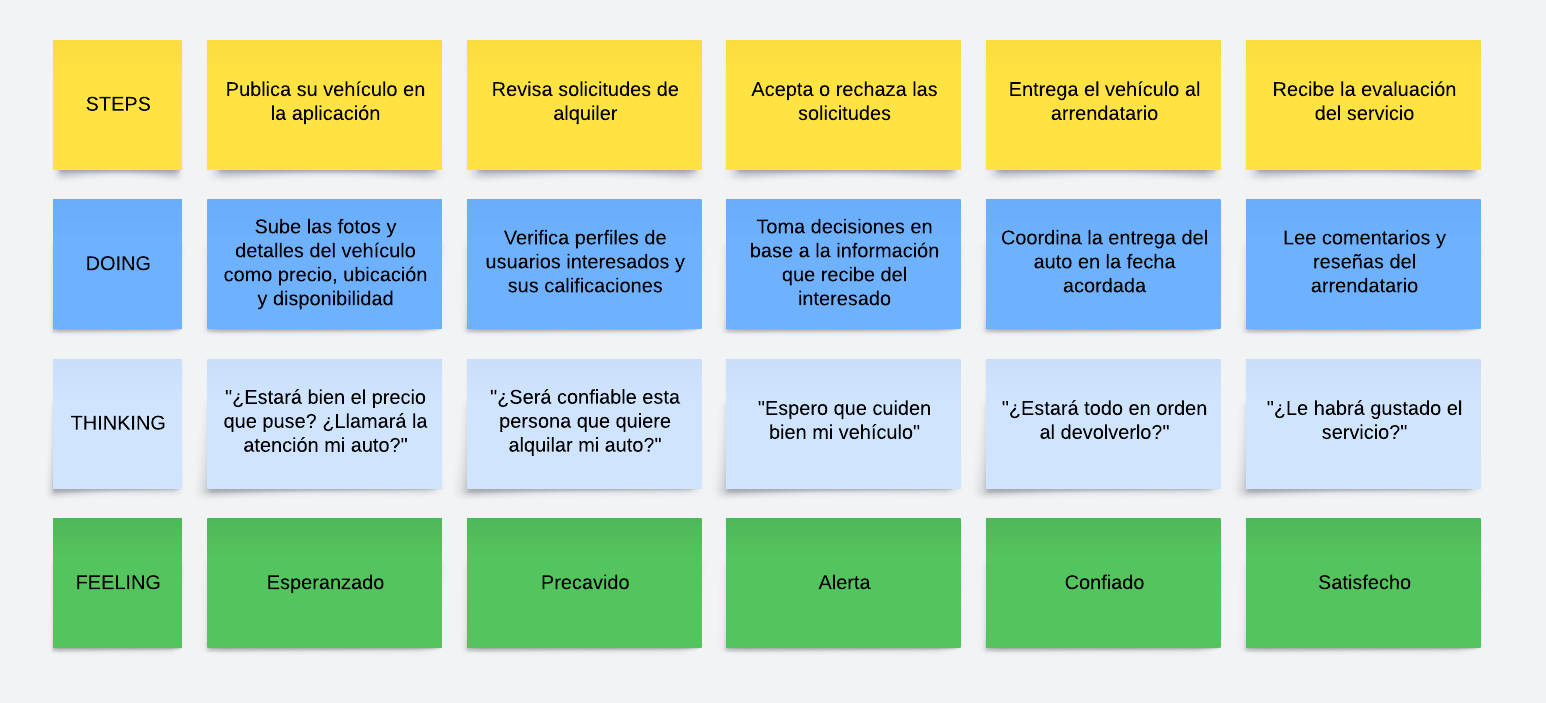 STEPS
Publica su vehículo en
la aplicación
Revisa solicitudes de
alquiler
Acepta o rechaza las
solicitudes
Entrega el vehículo al
arrendatario
Recibe la evaluación
del servicio
DOING
Sube las fotos y
detalles del vehículo
como precio, ubicación
y disponibilidad
Verifica perfiles de
usuarios interesados y
sus calificaciones
Toma decisiones en
base a la información
que recibe del
interesado
Coordina la entrega del
auto en la fecha
acordada
Lee comentarios y
reseñas del
arrendatario
THINKING
"¿Estará bien el precio
que puse? ¿Llamará la
atención mi auto?"
"¿Será confiable esta
persona que quiere
alquilar mi auto?"
"Espero que cuiden
bien mi vehículo"
"¿Estará todo en orden
al devolverlo?"
"¿Le habrá gustado el
servicio?"
FEELING
Esperanzado
Precavido
Alerta
Confiado
Satisfecho